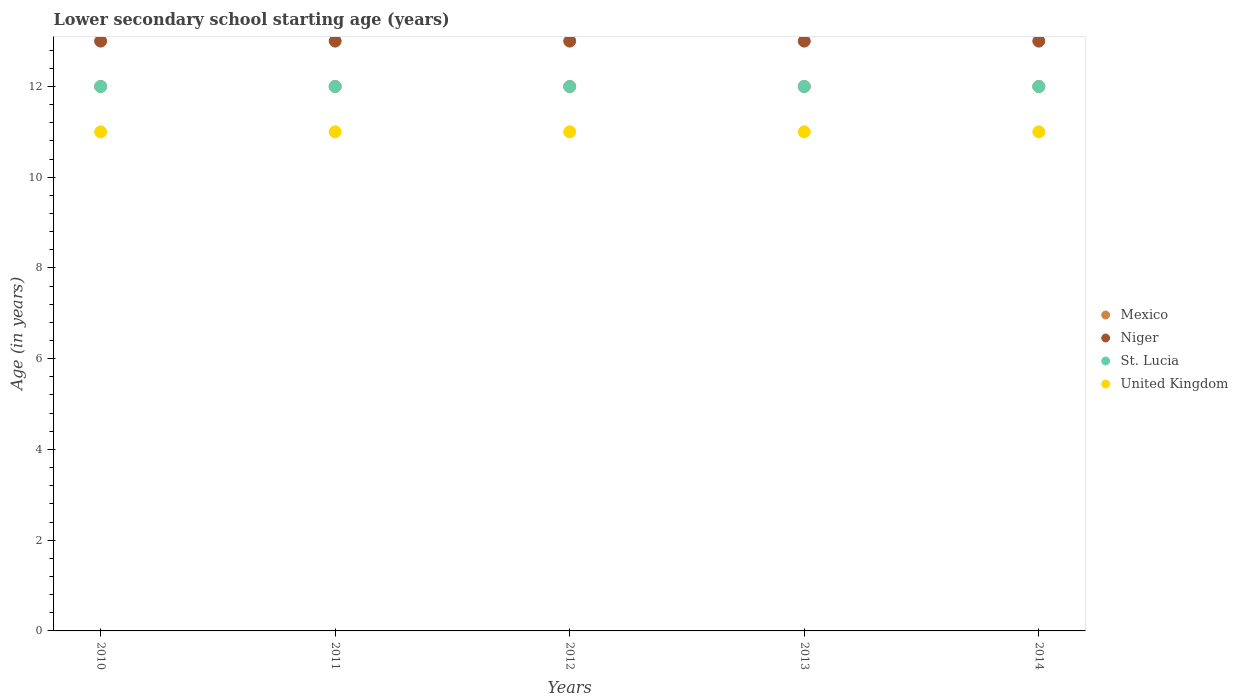 Lower secondary school starting age (years)
Age (in years)
12
10
8
6
4
2
0
2010
2011
2012
2013
2014
Years
Mexico
Niger
St. Lucia
United Kingdom